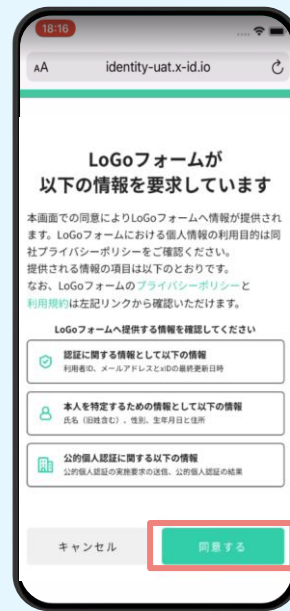 18:16
AA identity-uat.x-id.io
LoGoフォームが
以下の情報を要求しています
本画面での同意によりLoGoフォームへ情報が提供され
ます。LoGoフォームにおける個人情報の利用目的は同
社プライバシーポリシーをご確認ください。
提供される情報の項目は以下のとおりです。
なお、LoGoフォームのプライバシーポリシーと
利用規約は左記リンクから確認いただけます。
LoGoフォームへ提供する情報を確認してください
認証に関する情報として以下の情報
利用者ID、メールアドレスとxIDの最終更新日時
本人を特定するための情報として以下の情報
氏名（旧姓含む）、性別、生年月日と住所
公的個人認証に関する以下の情報
公的個人認証の実施要求の送信、公的個人認証の結果
キャンセル 同意する